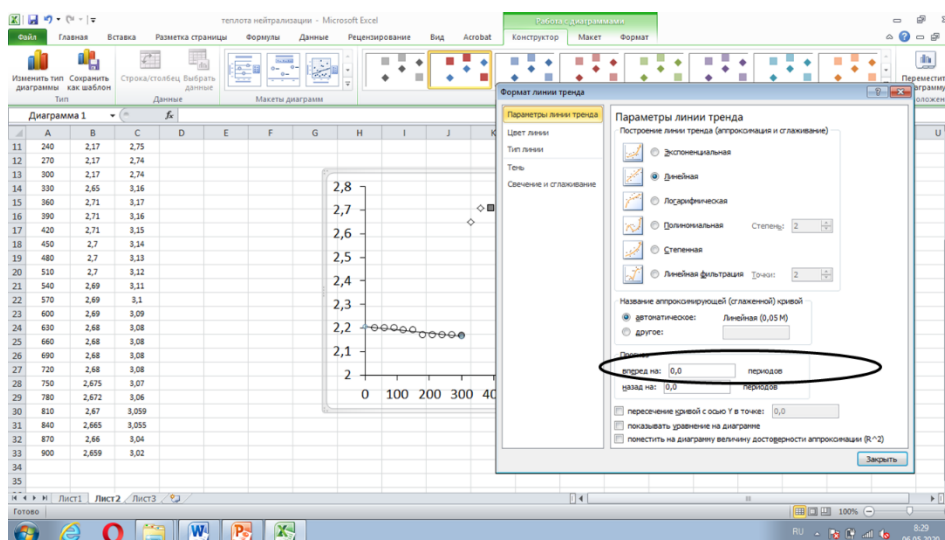 теплота нейтрализации - Microsoft Excel
Работа с диаграммами
Файл Главная Вставка Разметка страницы Формулы Данные Рецензирование Вид Acrobat Конструктор Макет Формат
Изменить тип диаграммы Сохранить как шаблон Строка/столбец Выбрать данные
Тип Данные Макеты диаграмм
Диаграмма 1 fx
A B C D E F G H I J K U
11 240 2,17 2,75
12 270 2,17 2,74
13 300 2,17 2,74
14 330 2,65 3,16
15 360 2,71 3,17
16 390 2,71 3,16
17 420 2,71 3,15
18 450 2,7 3,14
19 480 2,7 3,13
20 510 2,7 3,12
21 540 2,69 3,11
22 570 2,69 3,1
23 600 2,69 3,09
24 630 2,68 3,08
25 660 2,68 3,08
26 690 2,68 3,08
27 720 2,68 3,08
28 750 2,675 3,07
29 780 2,672 3,06
30 810 2,67 3,059
31 840 2,665 3,055
32 870 2,66 3,04
33 900 2,659 3,02
34
35
2,8
2,7
2,6
2,5
2,4
2,3
2,2
2,1
2
0 100 200 300 40
Формат линии тренда
Параметры линии тренда
Цвет линии
Тип линии
Тень
Свечение и сглаживание
Параметры линии тренда
Построение линии тренда (аппроксимация и сглаживание)
Экспоненциальная
Линейная
Логарифмическая
Полиномиальная Степень: 2
Степенная
Линейная фильтрация Точки: 2
Название аппроксимирующей (сглаженной) кривой
автоматическое: Линейная (0,05 М)
другое:
Прогноз
вперед на: 0,0 периодов
назад на: 0,0 периодов
пересечение кривой с осью Y в точке: 0,0
показывать уравнение на диаграмме
поместить на диаграмму величину достоверности аппроксимации (R^2)
Закрыть
Лист1 Лист2 Лист3
Готово 100%
RU 8:29
06.05.2020